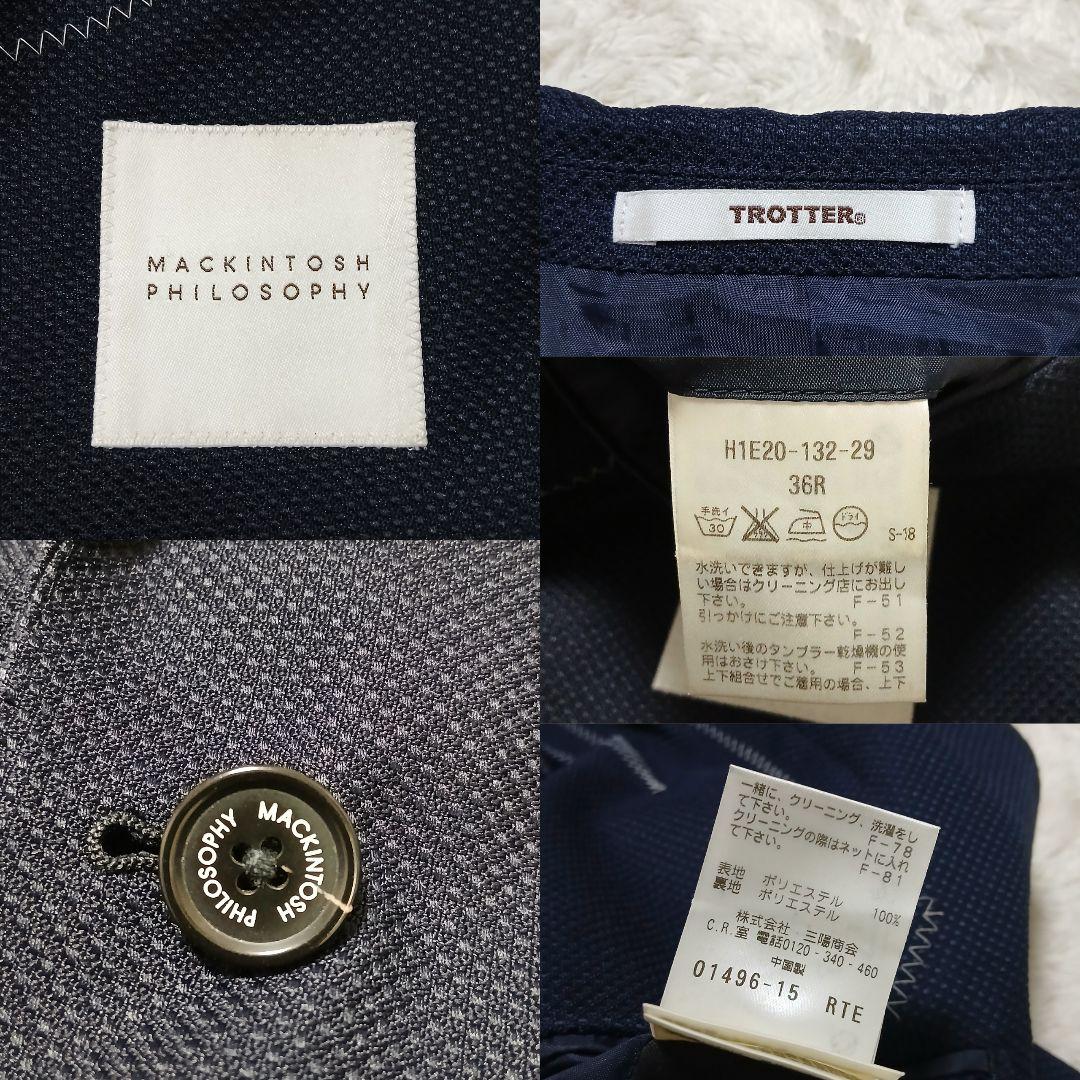 MACKINTOSH
PHILOSOPHY
TROTTER®
H1E20-132-29
36R
手洗イ
30
中
ドライ
S-18
水洗いできますが、仕上げが難し
い場合はクリーニング店にお出し
下さい。 F-51
引っかけにご注意下さい。
F-52
水洗い後のタンブラー乾燥機の使
用はおさけ下さい。 F-53
上下組合せでご着用の場合、上下
MACKINTOSH PHILOSOPHY
一緒に、クリーニング、洗濯をし
て下さい。 F-78
クリーニングの際はネットに入れ
て下さい。 F-81
表地 ポリエステル
裏地 ポリエステル 100%
株式会社 三陽商会
C.R.室 電話0120-340-460
中国製
01496-15 RTE